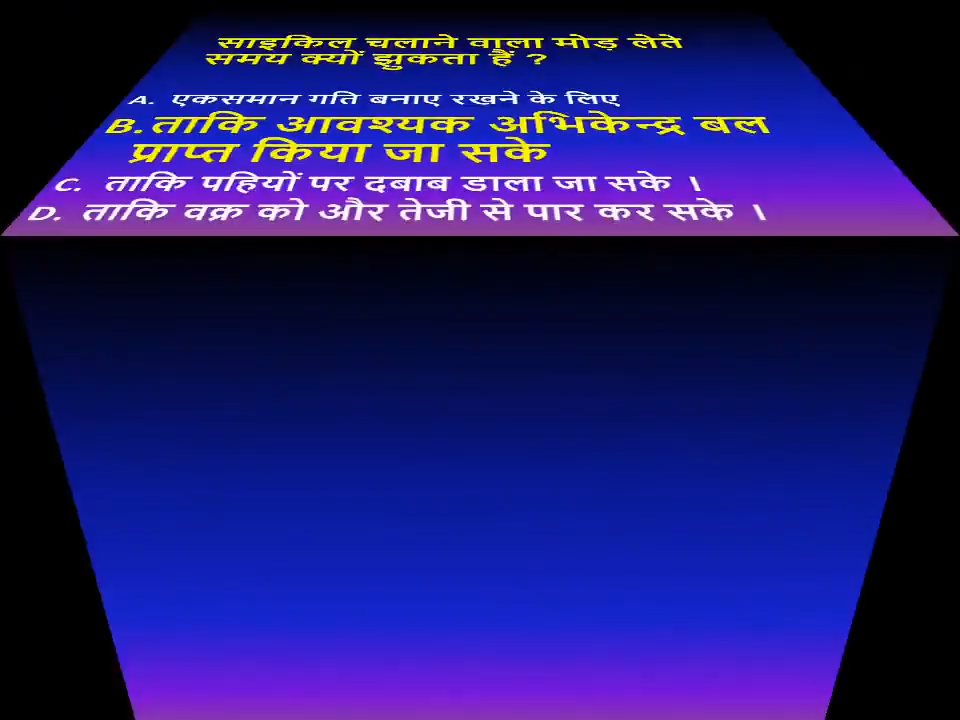 साइकिल चलाने वाला मोड़ लेते
समय क्यों झुकता हैं ?
A. एकसमान गति बनाए रखने के लिए
B. ताकि आवश्यक अभिकेन्द्र बल
प्राप्त किया जा सके
C. ताकि पहियों पर दबाब डाला जा सके ।
D. ताकि वक्र को और तेजी से पार कर सके ।